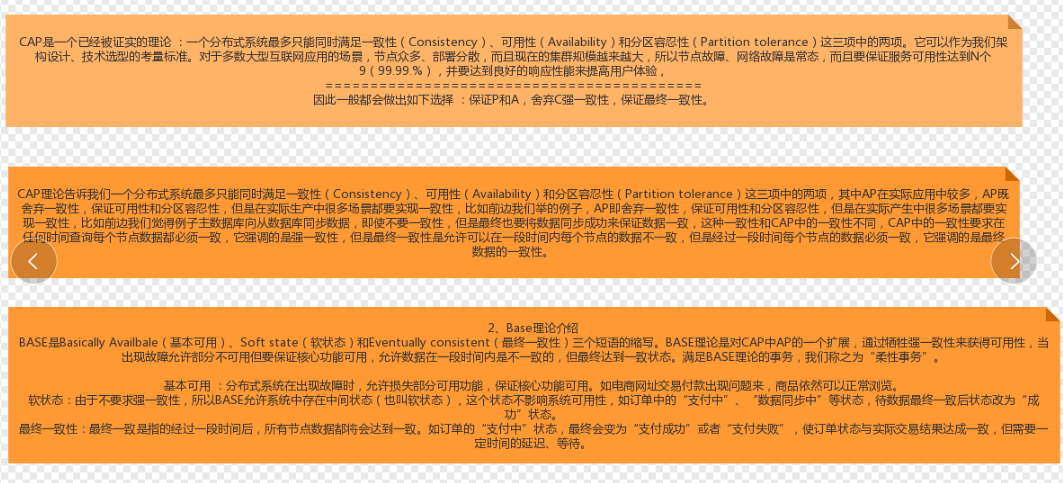 CAP是一个已经被证实的理论 ：一个分布式系统最多只能同时满足一致性（Consistency）、可用性（Availability）和分区容忍性（Partition tolerance）这三项中的两项。它可以作为我们架
构设计、技术选型的考量标准。对于多数大型互联网应用的场景，节点众多、部署分散，而且现在的集群规模越来越大，所以节点故障、网络故障是常态，而且要保证服务可用性达到N个
9（99.99.%），并要达到良好的响应性能来提高用户体验，
==========================================
因此一般都会做出如下选择 ：保证P和A，舍弃C强一致性，保证最终一致性。
CAP理论告诉我们一个分布式系统最多只能同时满足一致性（Consistency）、可用性（Availability）和分区容忍性（Partition tolerance）这三项中的两项，其中AP在实际应用中较多，AP既
舍弃一致性，保证可用性和分区容忍性，但是在实际生产中很多场景都要实现一致性，比如前边我们举的例子，AP即舍弃一致性，保证可用性和分区容忍性，但是在实际产生中很多场景都要实
现一致性，比如前边我们觉得例子主数据库向从数据库同步数据，即使不要一致性，但是最终也要将数据同步成功来保证数据一致，这种一致性和CAP中的一致性不同，CAP中的一致性要求在
任何时间查询每个节点数据都必须一致，它强调的是强一致性，但是最终一致性是允许可以在一段时间内每个节点的数据不一致，但是经过一段时间每个节点的数据必须一致，它强调的是最终
数据的一致性。
2、Base理论介绍
BASE是Basically Availbale（基本可用）、Soft state（软状态）和Eventually consistent（最终一致性）三个短语的缩写。BASE理论是对CAP中AP的一个扩展，通过牺牲强一致性来获得可用性，当
出现故障允许部分不可用但要保证核心功能可用，允许数据在一段时间内是不一致的，但最终达到一致状态。满足BASE理论的事务，我们称之为“柔性事务”。
基本可用 ：分布式系统在出现故障时，允许损失部分可用功能，保证核心功能可用。如电商网址交易付款出现问题来，商品依然可以正常浏览。
软状态：由于不要求强一致性，所以BASE允许系统中存在中间状态（也叫软状态），这个状态不影响系统可用性，如订单中的“支付中”、“数据同步中”等状态，待数据最终一致后状态改为“成
功”状态。
最终一致性：最终一致是指的经过一段时间后，所有节点数据都将会达到一致。如订单的“支付中”状态，最终会变为“支付成功”或者“支付失败”，使订单状态与实际交易结果达成一致，但需要一
定时间的延迟、等待。